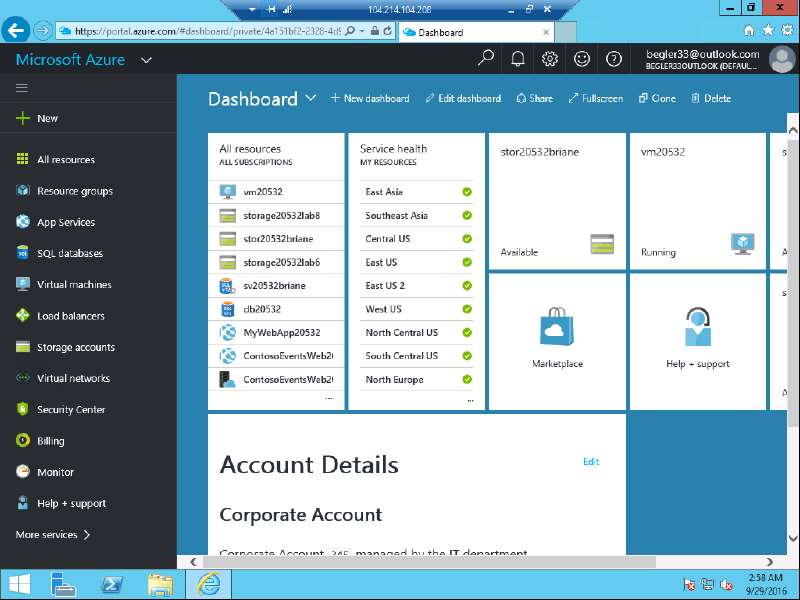 104.214.104.208
https://portal.azure.com/#dashboard/private/4a151bf2-2328-4d9
Dashboard
Microsoft Azure
begler33@outlook.com
BEGLER33OUTLOOK (DEFAUL...
Dashboard
New dashboard
Edit dashboard
Share
Fullscreen
Clone
Delete
New
All resources
Resource groups
App Services
SQL databases
Virtual machines
Load balancers
Storage accounts
Virtual networks
Security Center
Billing
Monitor
Help + support
More services
All resources
ALL SUBSCRIPTIONS
vm20532
storage20532lab8
stor20532briane
storage20532lab6
sv20532briane
db20532
MyWebApp20532
ContosoEventsWeb20
ContosoEventsWeb20
...
Service health
MY RESOURCES
East Asia
Southeast Asia
Central US
East US
East US 2
West US
North Central US
South Central US
North Europe
...
stor20532briane
Available
vm20532
Running
Marketplace
Help + support
Account Details
Edit
Corporate Account
Corporate Account 345 managed by the IT department
2:58 AM
9/29/2016